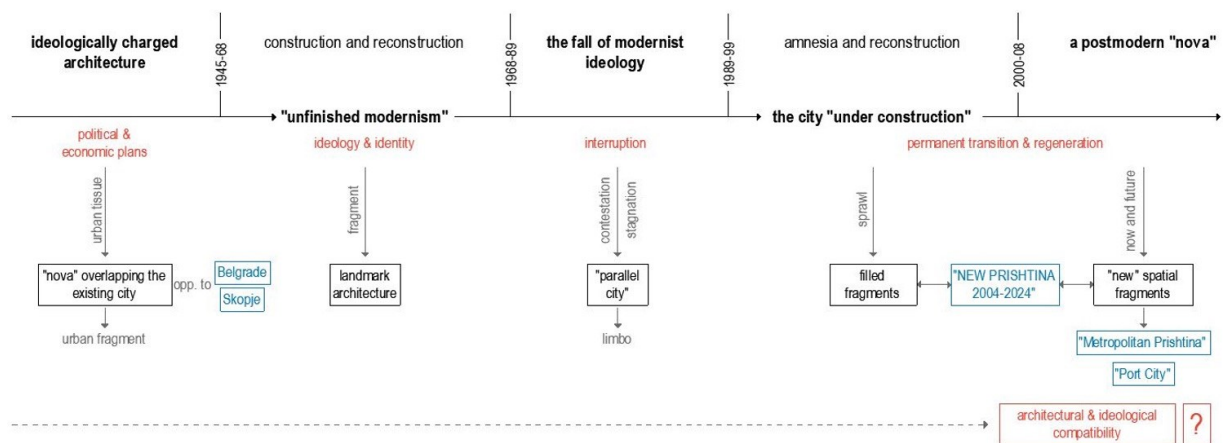 ideologically charged
architecture
1945-68
construction and reconstruction
1968-89
the fall of modernist
ideology
1989-99
amnesia and reconstruction
2000-08
a postmodern "nova"
"unfinished modernism"
the city "under construction"
political &
economic plans
ideology & identity
interruption
permanent transition & regeneration
urban tissue
fragment
contestation
stagnation
sprawl
now and future
"nova" overlapping the
existing city
opp. to
Belgrade
Skopje
landmark
architecture
"parallel
city"
filled
fragments
"NEW PRISHTINA
2004-2024"
"new" spatial
fragments
urban fragment
limbo
"Metropolitan Prishtina"
"Port City"
architectural & ideological
compatibility
?